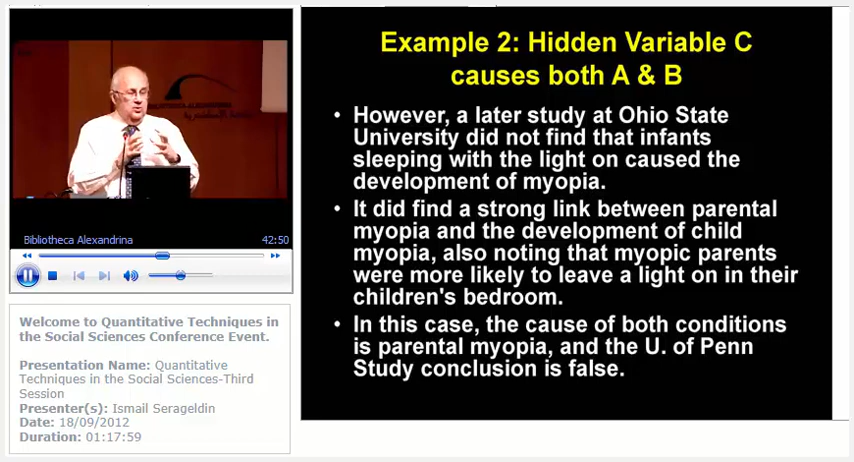 Example 2: Hidden Variable C
causes both A & B
• However, a later study at Ohio State
University did not find that infants
sleeping with the light on caused the
development of myopia.
• It did find a strong link between parental
myopia and the development of child
myopia, also noting that myopic parents
were more likely to leave a light on in their
children's bedroom.
• In this case, the cause of both conditions
is parental myopia, and the U. of Penn
Study conclusion is false.
Bibliotheca Alexandrina
42:50
Welcome to Quantitative Techniques in
the Social Sciences Conference Event.
Presentation Name: Quantitative
Techniques in the Social Sciences-Third
Session
Presenter(s): Ismail Serageldin
Date: 18/09/2012
Duration: 01:17:59